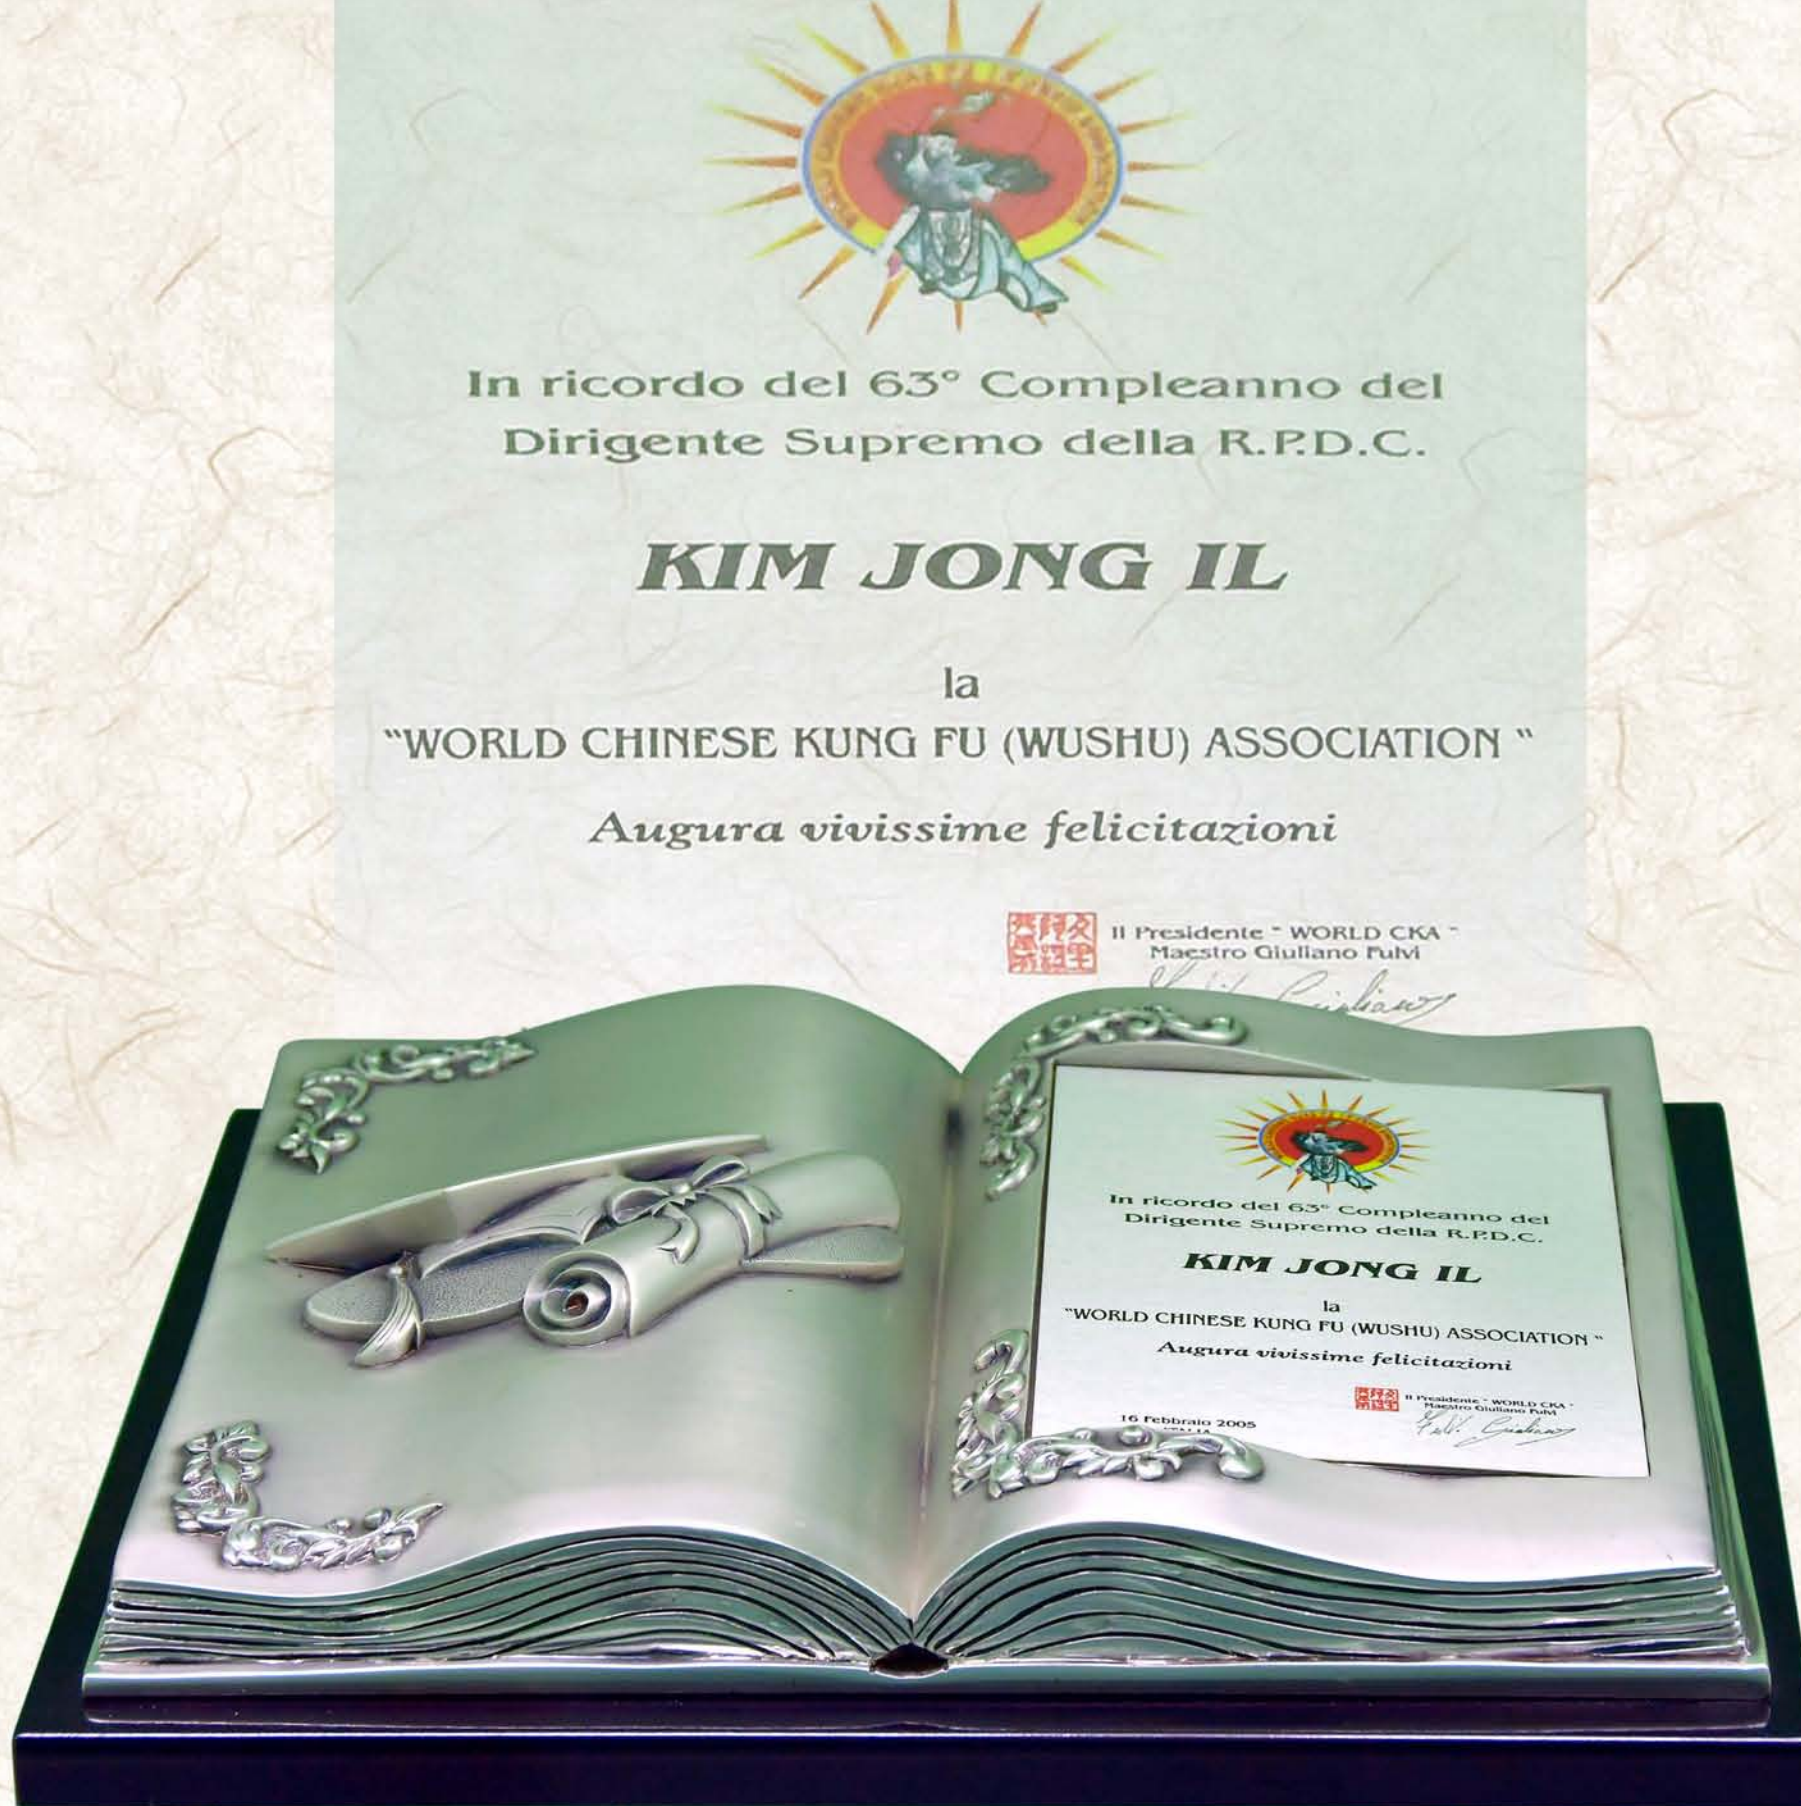 In ricordo del 63° Compleanno del
Dirigente Supremo della R.P.D.C.
KIM JONG IL
la
"WORLD CHINESE KUNG FU (WUSHU) ASSOCIATION "
Augura vivissime felicitazioni
Il Presidente " WORLD CKA "
Maestro Giuliano Fulvi
In ricordo del 63° Compleanno del
Dirigente Supremo della R.P.D.C.
KIM JONG IL
la
"WORLD CHINESE KUNG FU (WUSHU) ASSOCIATION "
Augura vivissime felicitazioni
Il Presidente " WORLD CKA "
Maestro Giuliano Fulvi
16 Febbraio 2005
ITALIA